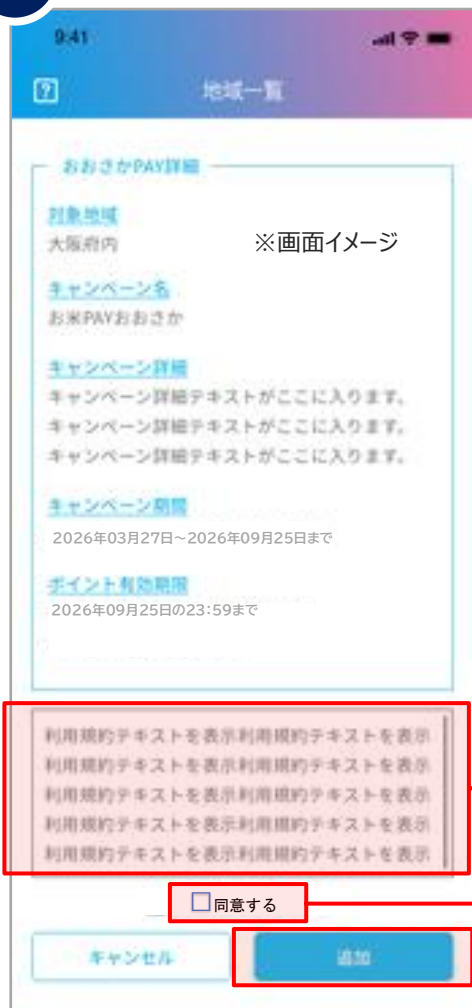 9:41
?
地域一覧
おおさかPAY詳細
対象地域
大阪府内
※画面イメージ
キャンペーン名
お米PAYおおさか
キャンペーン詳細
キャンペーン詳細テキストがここに入ります。
キャンペーン詳細テキストがここに入ります。
キャンペーン詳細テキストがここに入ります。
キャンペーン期間
2026年03月27日~2026年09月25日まで
ポイント有効期限
2026年09月25日の23:59まで
利用規約テキストを表示利用規約テキストを表示
利用規約テキストを表示利用規約テキストを表示
利用規約テキストを表示利用規約テキストを表示
利用規約テキストを表示利用規約テキストを表示
利用規約テキストを表示利用規約テキストを表示
同意する
キャンセル
追加